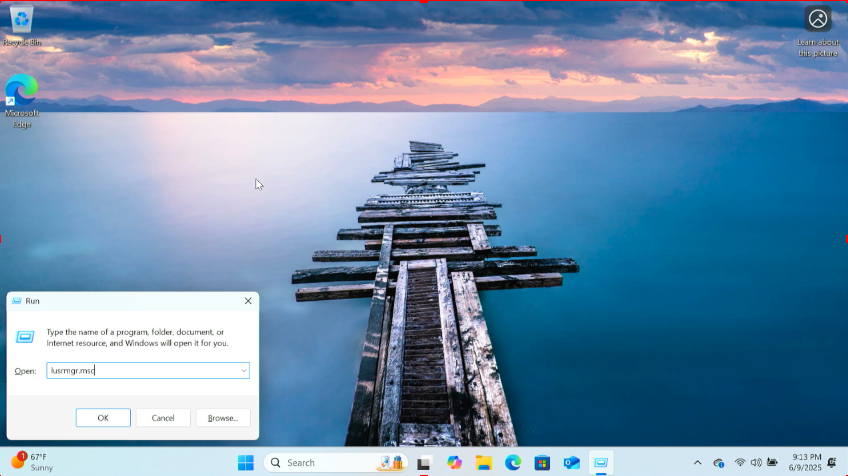 Recycle Bin
Learn about
this picture
Microsoft
Edge
Run
Type the name of a program, folder, document, or
Internet resource, and Windows will open it for you.
Open:
lusrmgr.msc
OK
Cancel
Browse...
1
67°F
Sunny
Search
9:13 PM
6/9/2025